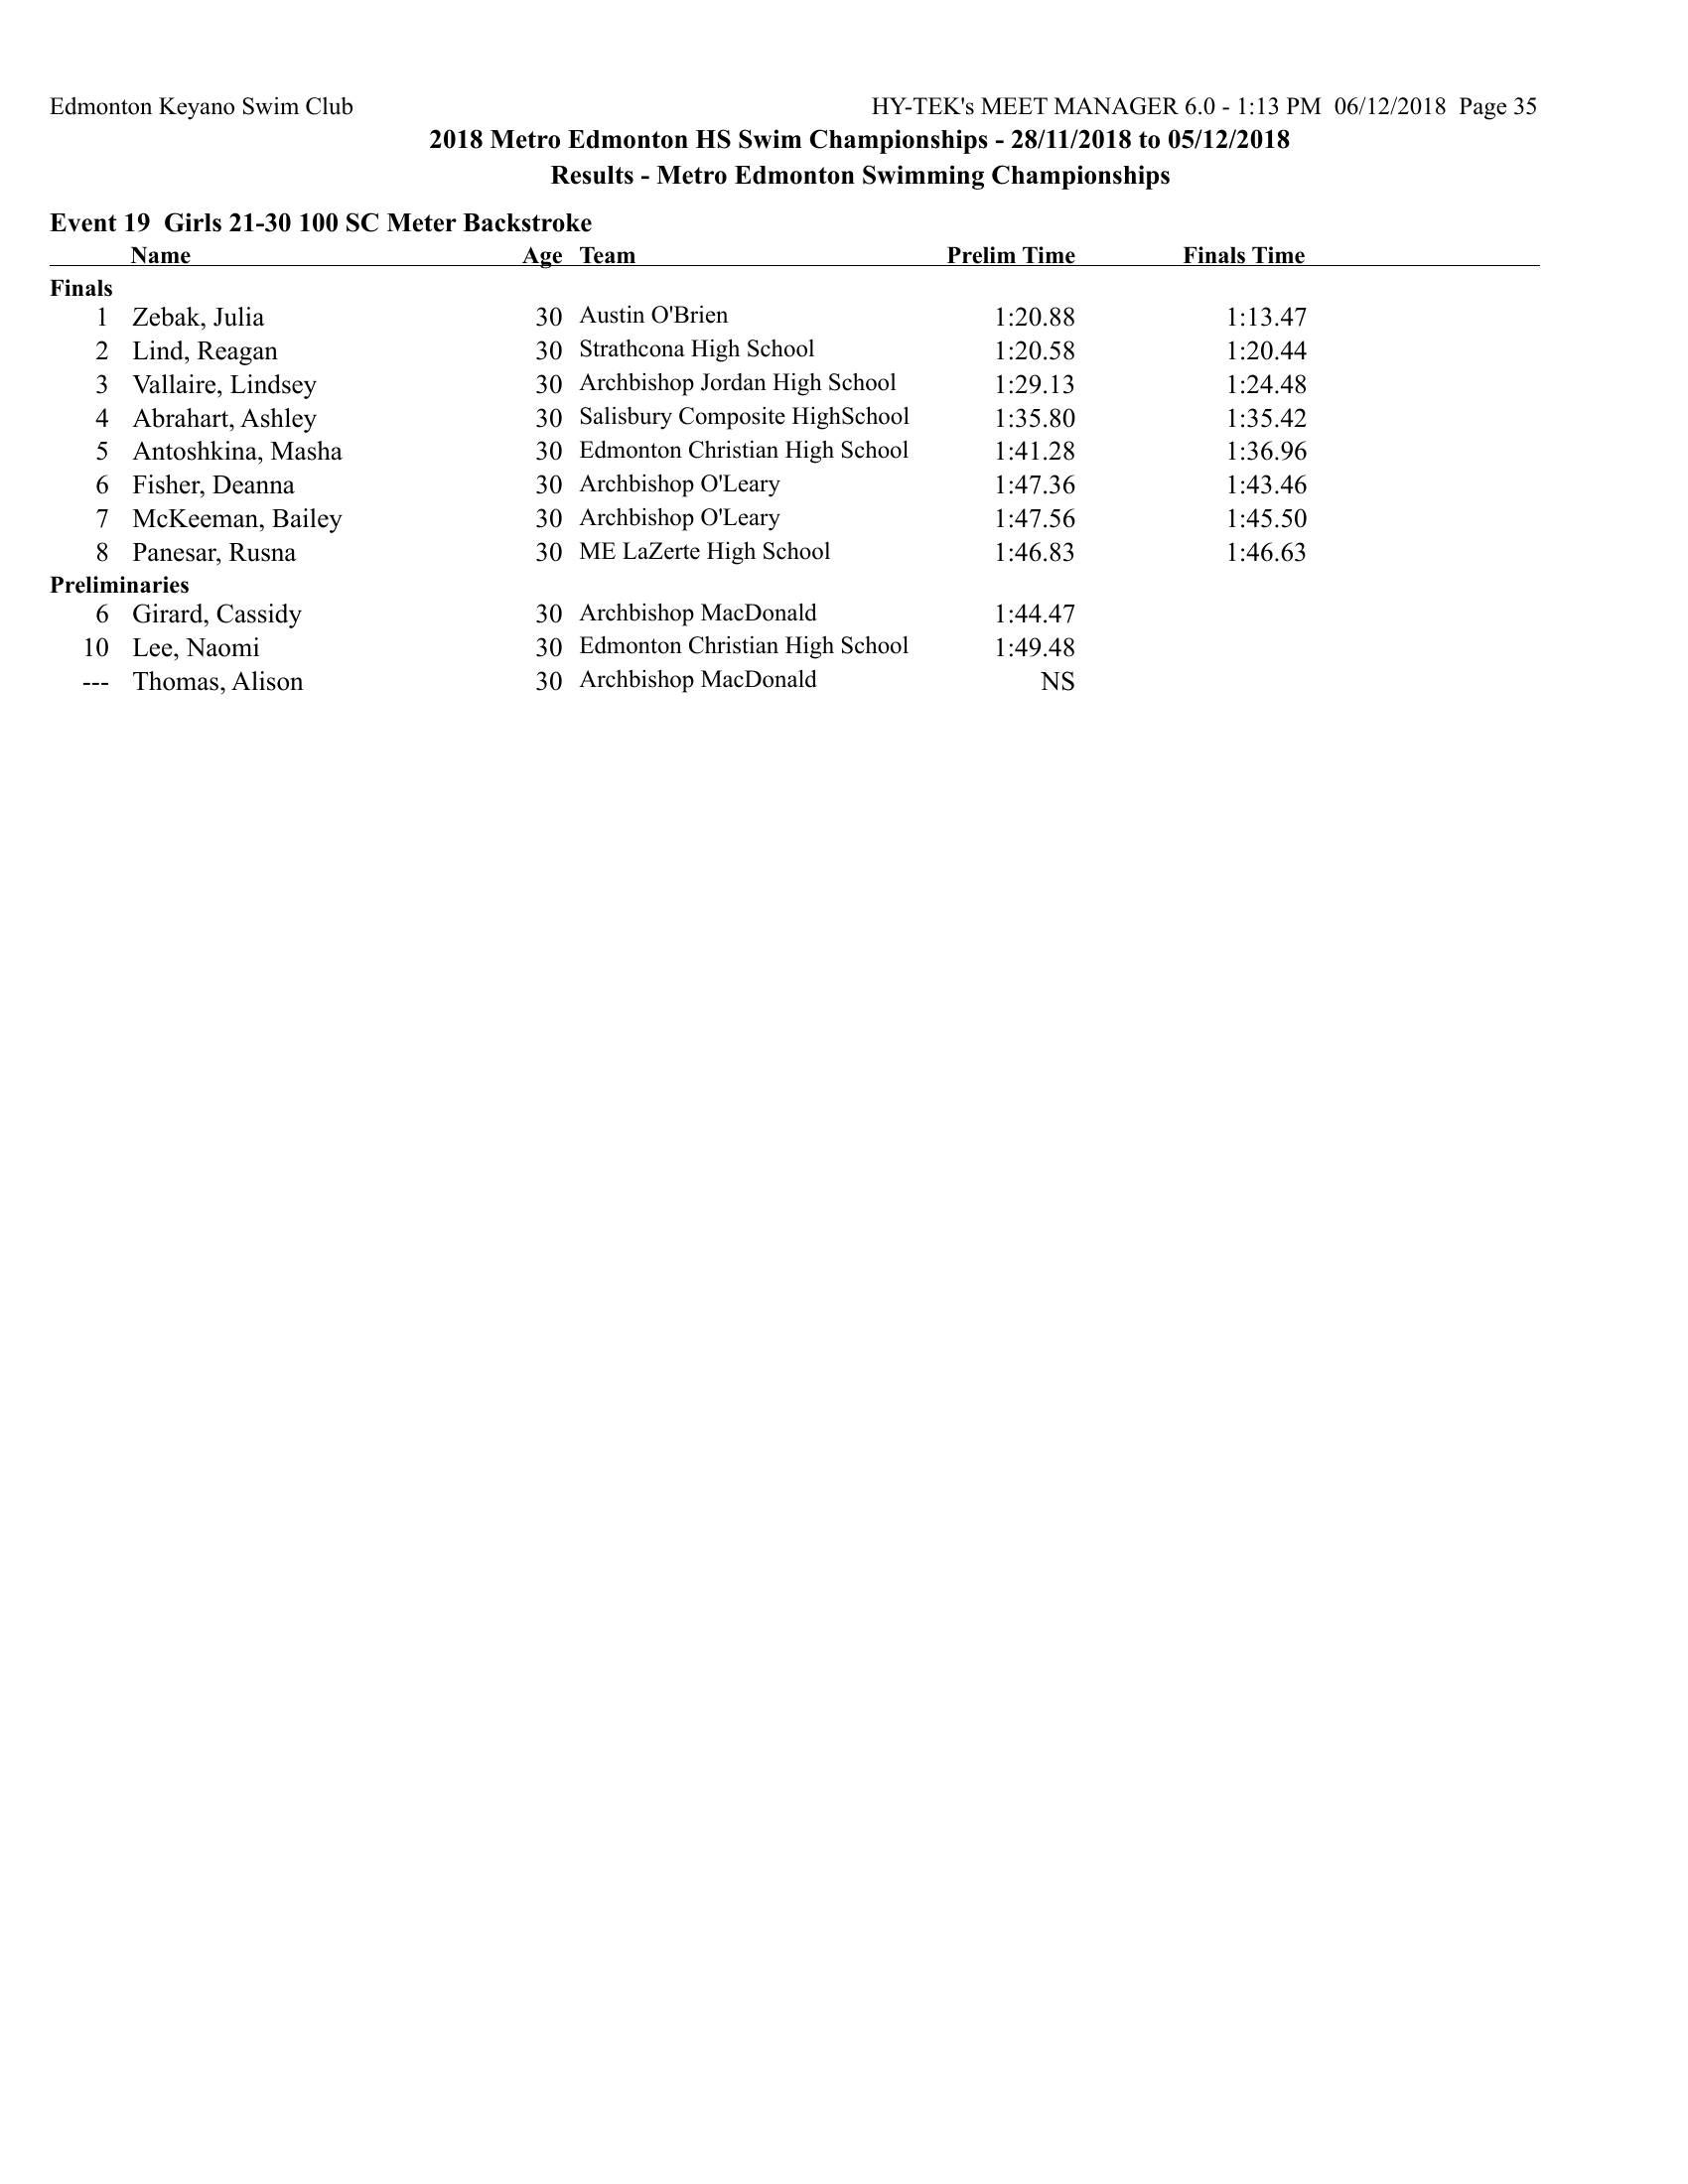 Edmonton Keyano Swim Club HY-TEK's MEET MANAGER 6.0 - 1:13 PM 06/12/2018 Page 35
2018 Metro Edmonton HS Swim Championships - 28/11/2018 to 05/12/2018
Results - Metro Edmonton Swimming Championships
Event 19 Girls 21-30 100 SC Meter Backstroke
Name Age Team Prelim Time Finals Time
Finals
1 Zebak, Julia 30 Austin O'Brien 1:20.88 1:13.47
2 Lind, Reagan 30 Strathcona High School 1:20.58 1:20.44
3 Vallaire, Lindsey 30 Archbishop Jordan High School 1:29.13 1:24.48
4 Abrahart, Ashley 30 Salisbury Composite HighSchool 1:35.80 1:35.42
5 Antoshkina, Masha 30 Edmonton Christian High School 1:41.28 1:36.96
6 Fisher, Deanna 30 Archbishop O'Leary 1:47.36 1:43.46
7 McKeeman, Bailey 30 Archbishop O'Leary 1:47.56 1:45.50
8 Panesar, Rusna 30 ME LaZerte High School 1:46.83 1:46.63
Preliminaries
6 Girard, Cassidy 30 Archbishop MacDonald 1:44.47
10 Lee, Naomi 30 Edmonton Christian High School 1:49.48
--- Thomas, Alison 30 Archbishop MacDonald NS